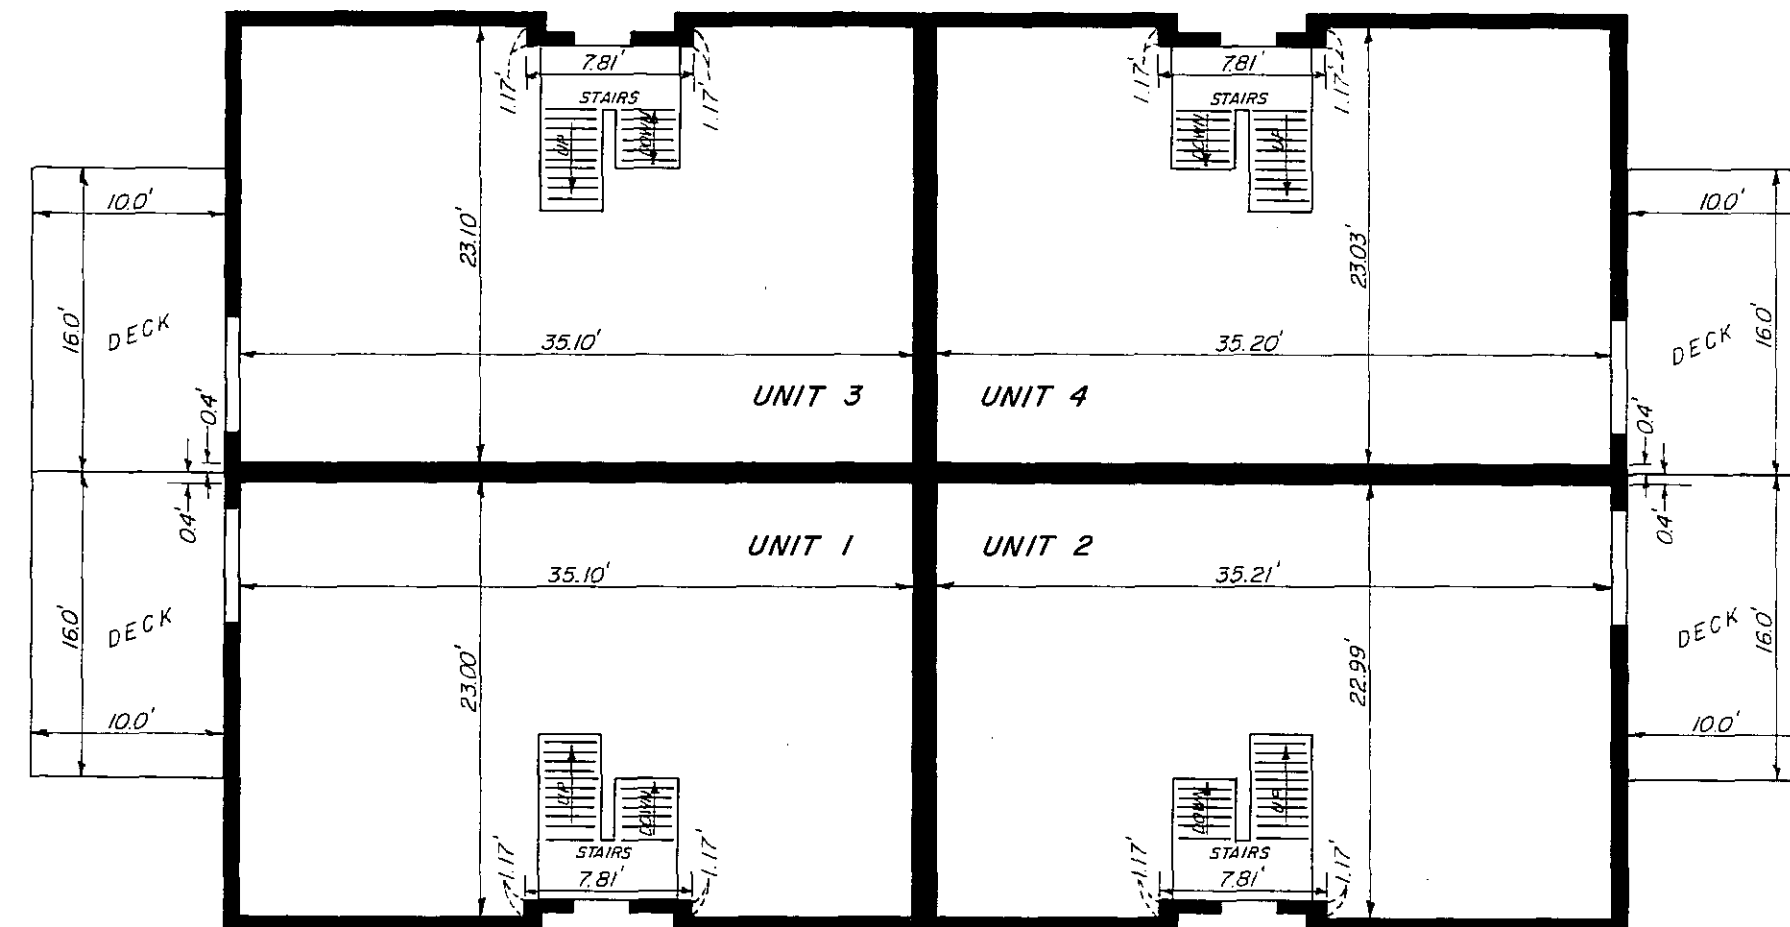 7.81'
7.81'
1.17'
1.17'
1.17'
1.17'
STAIRS
STAIRS
UP
DOWN
DOWN
UP
10.0'
10.0'
23.10'
23.03'
16.0'
DECK
DECK
16.0'
35.10'
35.20'
UNIT 3
UNIT 4
0.4'
0.4'
0.4'
0.4'
UNIT 1
UNIT 2
35.10'
35.21'
16.0'
DECK
DECK
16.0'
23.00'
22.99'
10.0'
10.0'
UP
DOWN
DOWN
UP
STAIRS
STAIRS
1.17'
1.17'
1.17'
1.17'
7.81'
7.81'